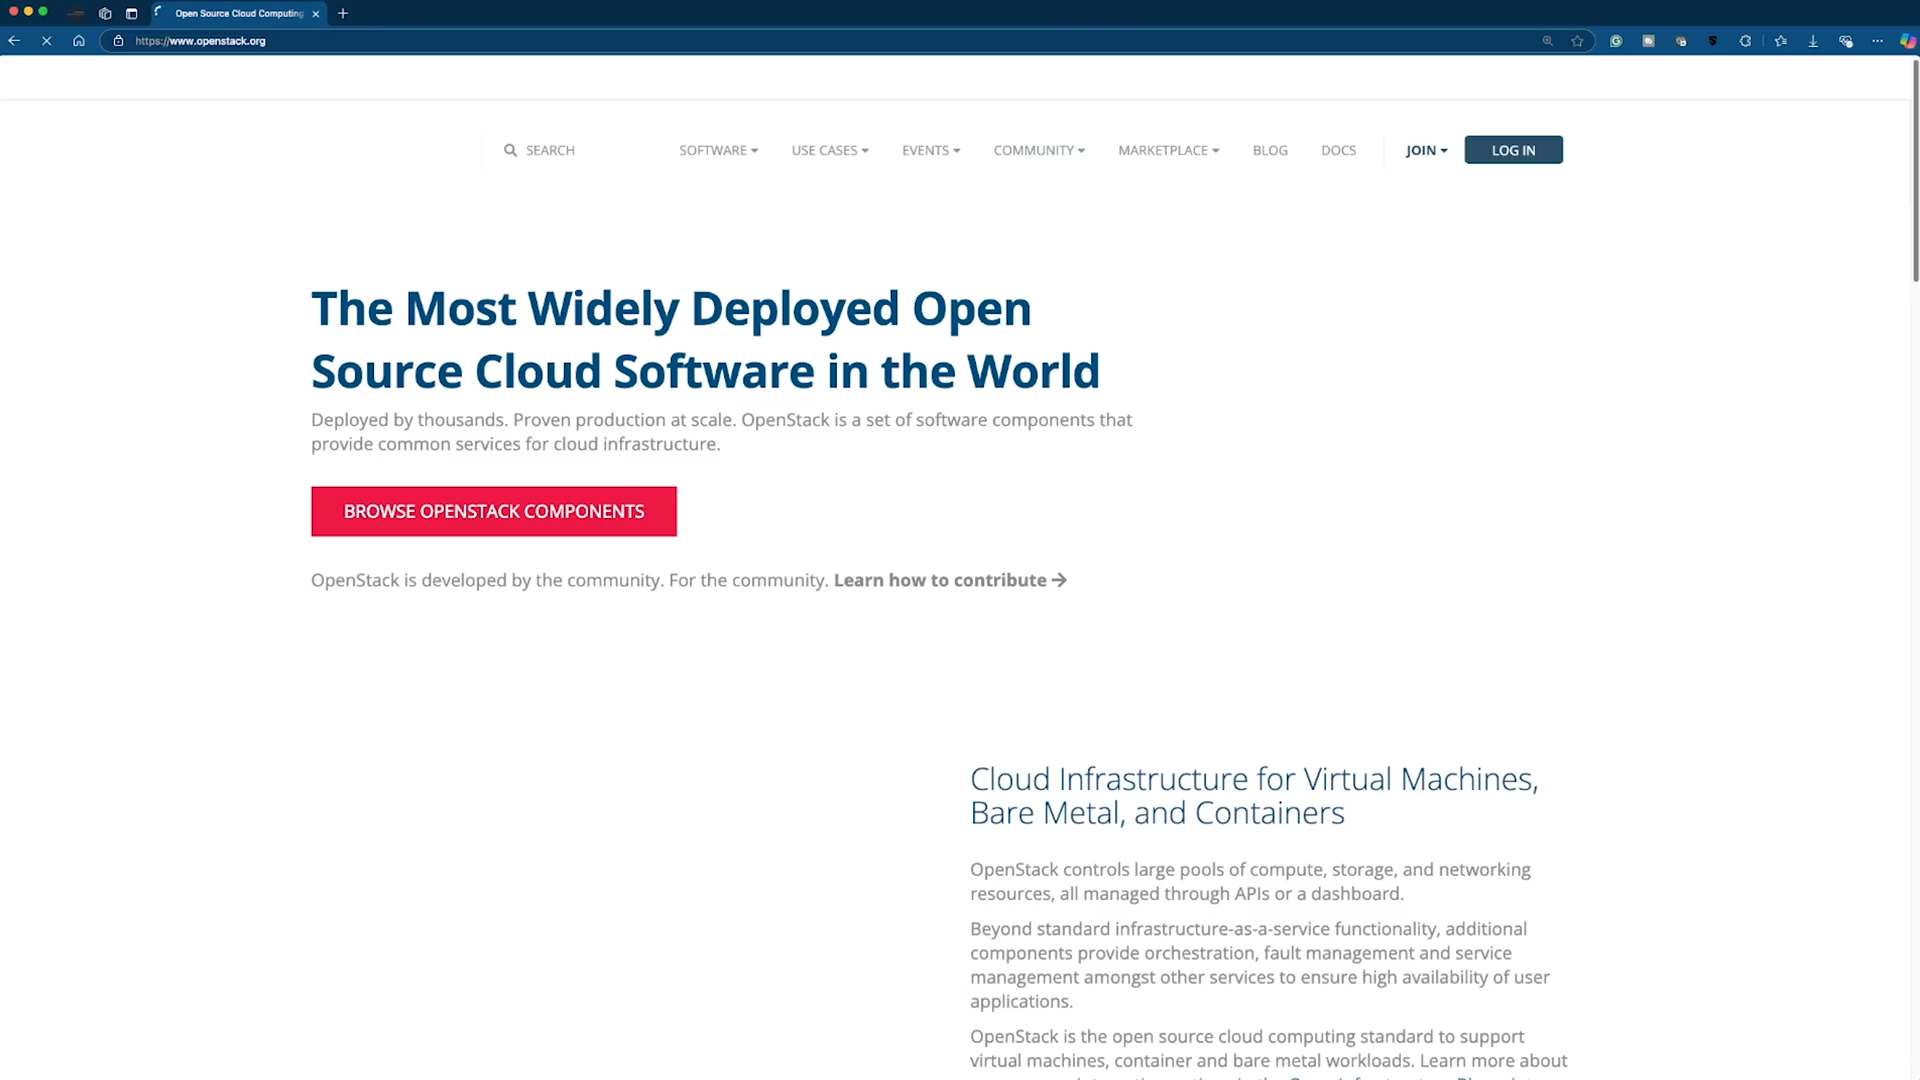 Open Source Cloud Computing
https://www.openstack.org
SEARCH
SOFTWARE
USE CASES
EVENTS
COMMUNITY
MARKETPLACE
BLOG
DOCS
JOIN
LOG IN
The Most Widely Deployed Open
Source Cloud Software in the World
Deployed by thousands. Proven production at scale. OpenStack is a set of software components that
provide common services for cloud infrastructure.
BROWSE OPENSTACK COMPONENTS
OpenStack is developed by the community. For the community. Learn how to contribute →
Cloud Infrastructure for Virtual Machines,
Bare Metal, and Containers
OpenStack controls large pools of compute, storage, and networking
resources, all managed through APIs or a dashboard.
Beyond standard infrastructure-as-a-service functionality, additional
components provide orchestration, fault management and service
management amongst other services to ensure high availability of user
applications.
OpenStack is the open source cloud computing standard to support
virtual machines, container and bare metal workloads. Learn more about